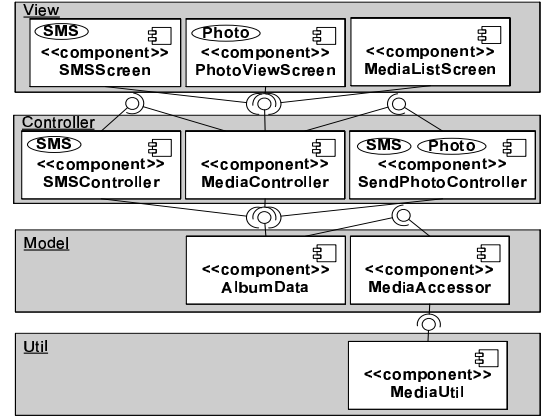 View
SMS
<<component>>
SMSScreen
Photo
<<component>>
PhotoViewScreen
<<component>>
MediaListScreen
Controller
SMS
<<component>>
SMSController
<<component>>
MediaController
SMS Photo
<<component>>
SendPhotoController
Model
<<component>>
AlbumData
<<component>>
MediaAccessor
Util
<<component>>
MediaUtil